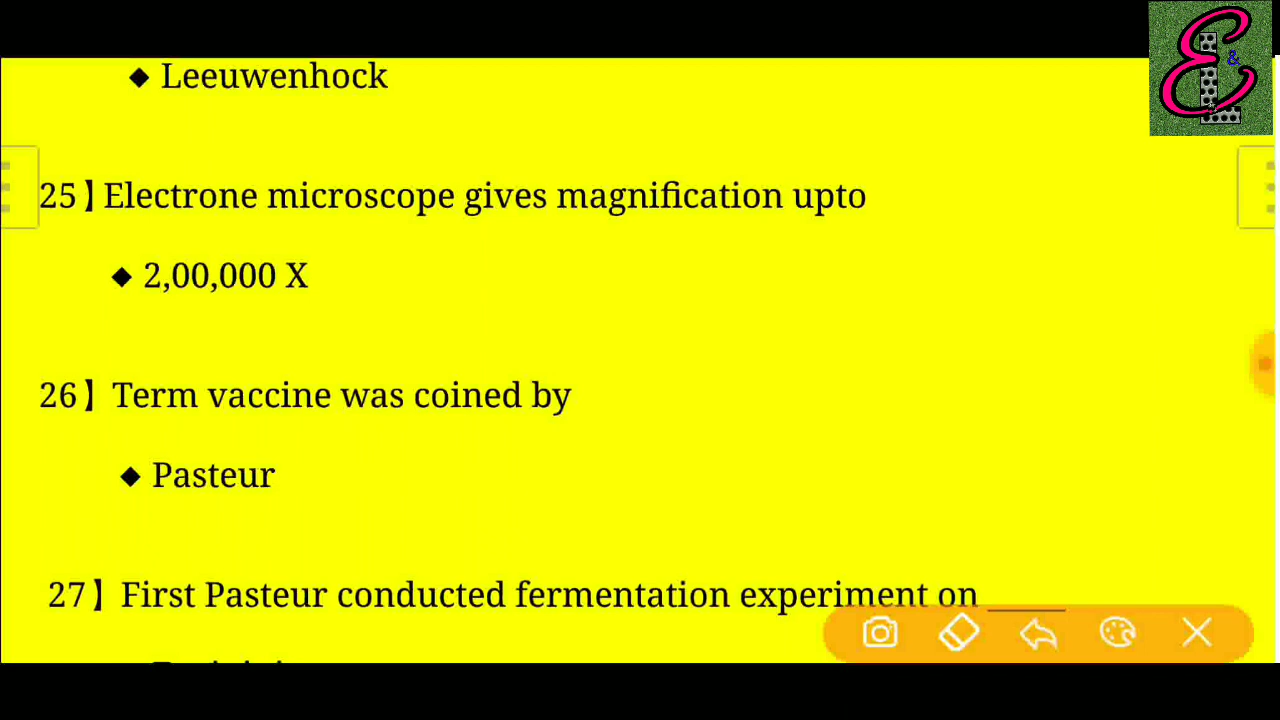 ◆ Leeuwenhock
25】Electrone microscope gives magnification upto
◆ 2,00,000 X
26】 Term vaccine was coined by
◆ Pasteur
27】 First Pasteur conducted fermentation experiment on ____
E & L